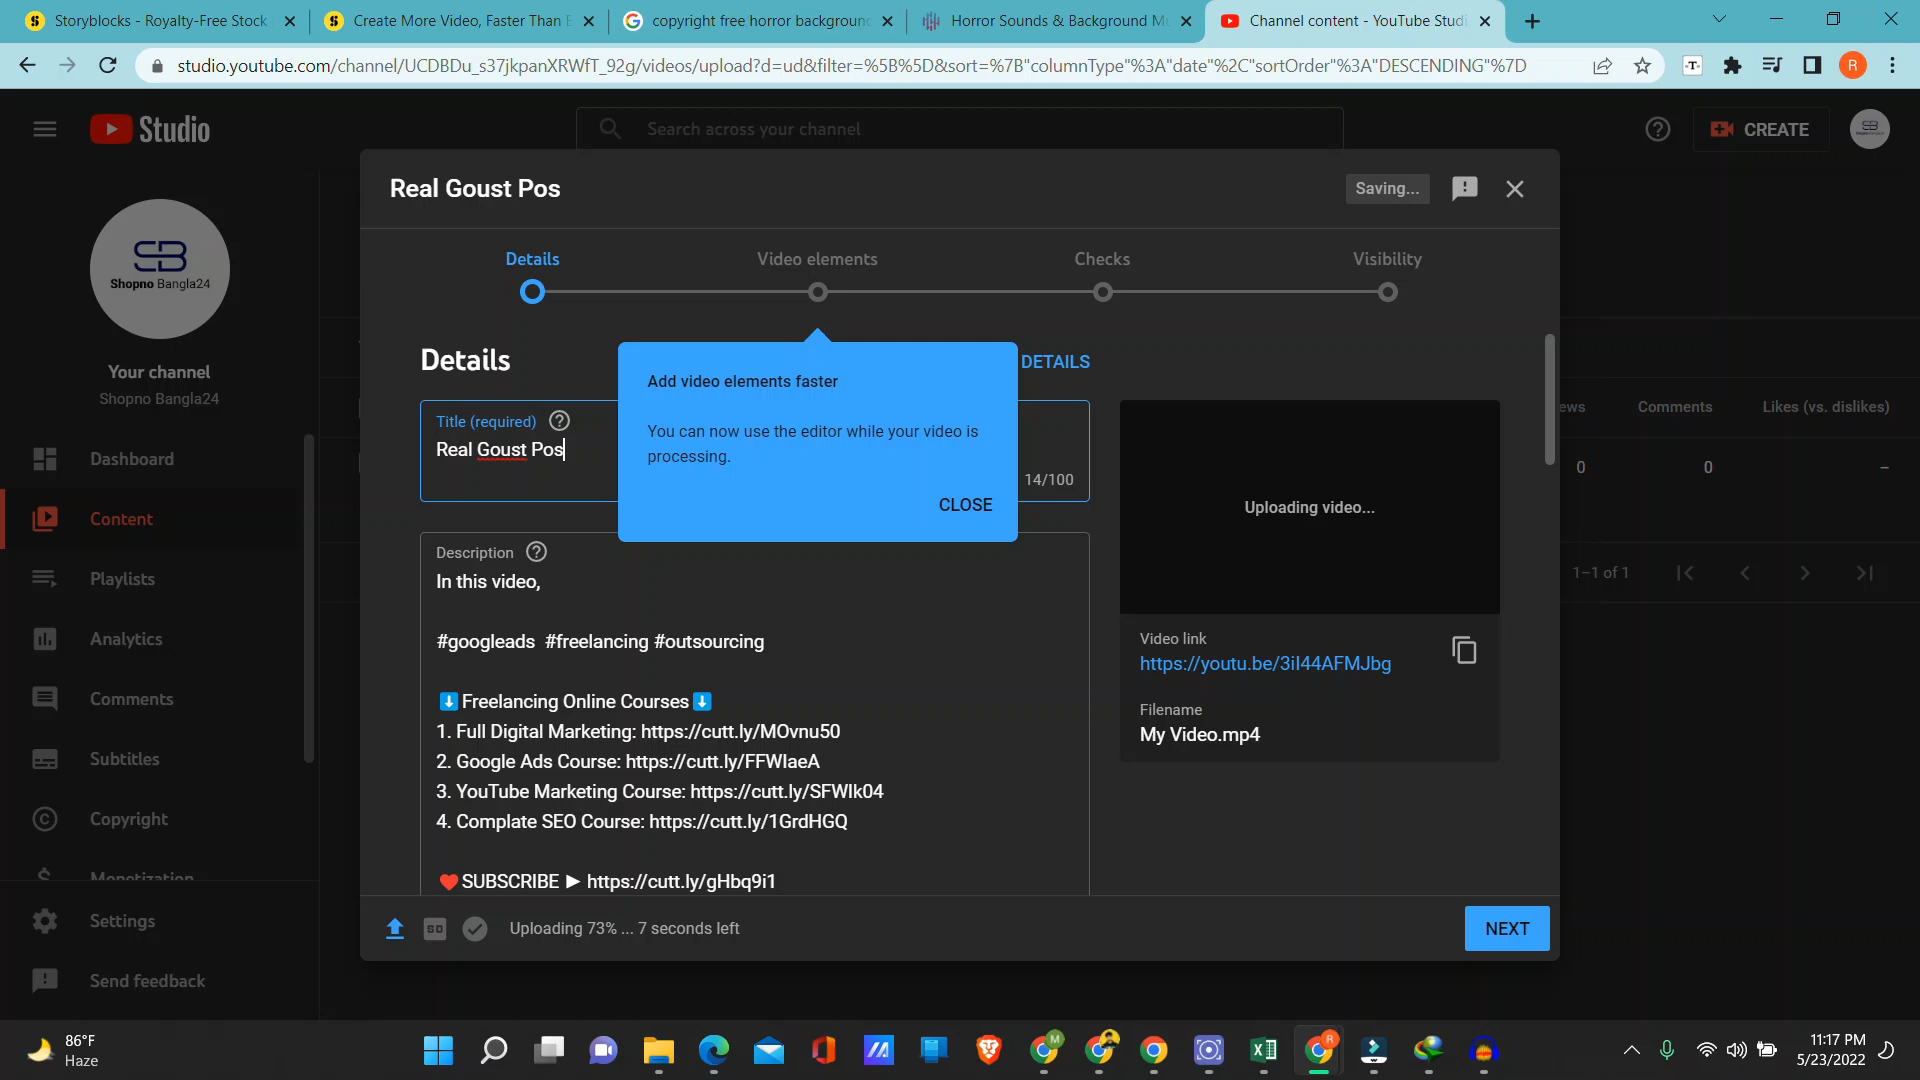 Storyblocks - Royalty-Free Stock
Create More Video, Faster Than E
copyright free horror background
Horror Sounds & Background Mu
Channel content - YouTube Studi
studio.youtube.com/channel/UCDBDu_s37jkpanXRWfT_92g/videos/upload?d=ud&filter=%5B%5D&sort=%7B"columnType"%3A"date"%2C"sortOrder"%3A"DESCENDING"%7D
R
Studio
Search across your channel
CREATE
Real Goust Pos
Saving...
Details
Video elements
Checks
Visibility
SB
Shopno Bangla24
Your channel
Shopno Bangla24
Dashboard
Content
Playlists
Analytics
Comments
Subtitles
Copyright
Monetization
Settings
Send feedback
Details
DETAILS
Add video elements faster
You can now use the editor while your video is
processing.
CLOSE
Title (required)
Real Goust Pos
14/100
Description
In this video,
#googleads #freelancing #outsourcing
⬇️Freelancing Online Courses⬇️
1. Full Digital Marketing: https://cutt.ly/MOvnu50
2. Google Ads Course: https://cutt.ly/FFWIaeA
3. YouTube Marketing Course: https://cutt.ly/SFWIk04
4. Complate SEO Course: https://cutt.ly/1GrdHGQ
❤️SUBSCRIBE ► https://cutt.ly/gHbq9i1
Uploading video...
Video link
https://youtu.be/3iI44AFMJbg
Filename
My Video.mp4
ews
Comments
Likes (vs. dislikes)
0
0
–
1–1 of 1
SD
Uploading 73% ... 7 seconds left
NEXT
86°F
Haze
M
R
11:17 PM
5/23/2022